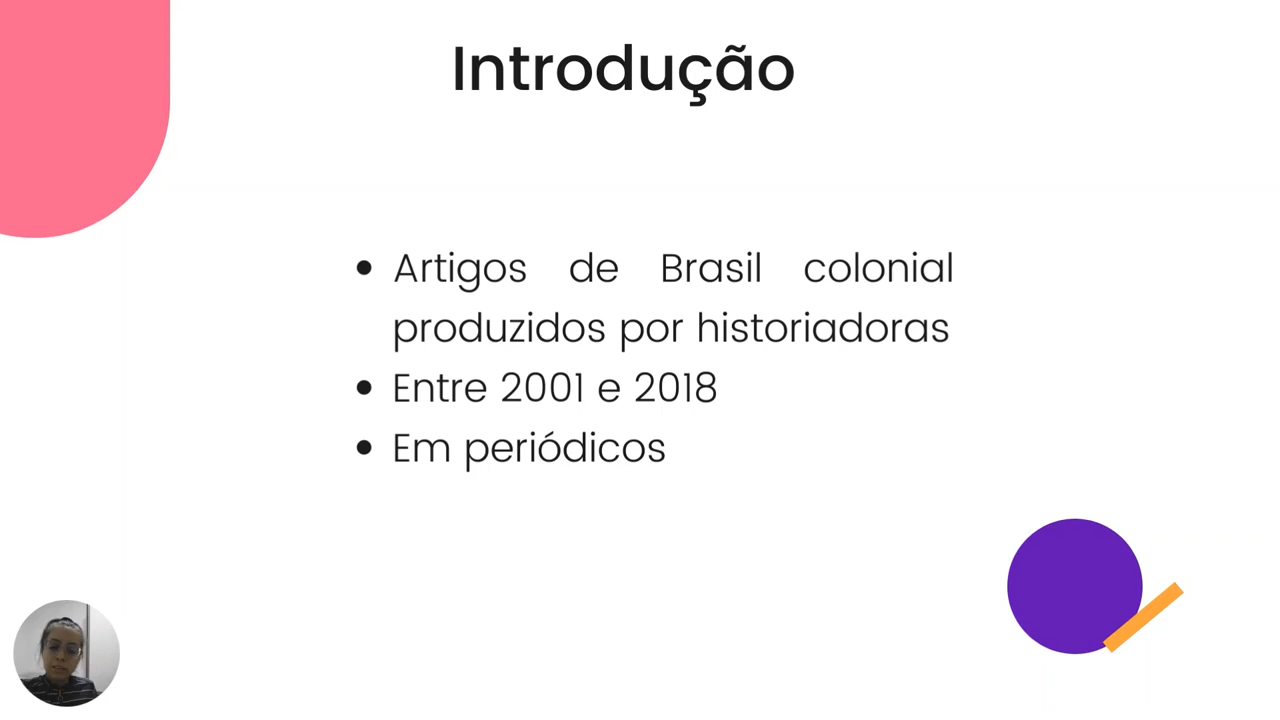 Introdução
• Artigos de Brasil colonial
produzidos por historiadoras
• Entre 2001 e 2018
• Em periódicos